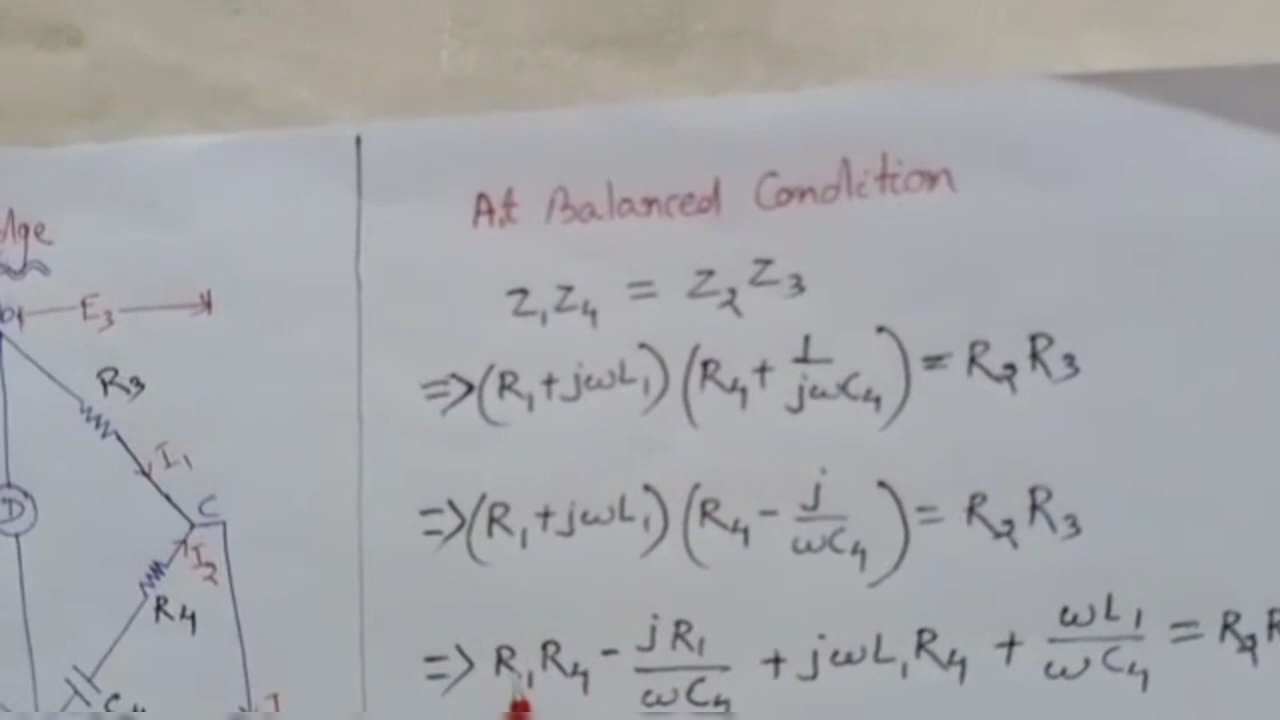 dge
E₃
R₃
I₁
D
C
I₂
R₄
C₄
I
At Balanced Condition
Z₁Z₄ = Z₂Z₃
=> (R₁+jωL₁) (R₄+ 1/jωC₄) = R₂R₃
=> (R₁+jωL₁) (R₄ - j/ωC₄) = R₂R₃
=> R₁R₄ - jR₁/ωC₄ + jωL₁R₄ + ωL₁/ωC₄ = R₂R